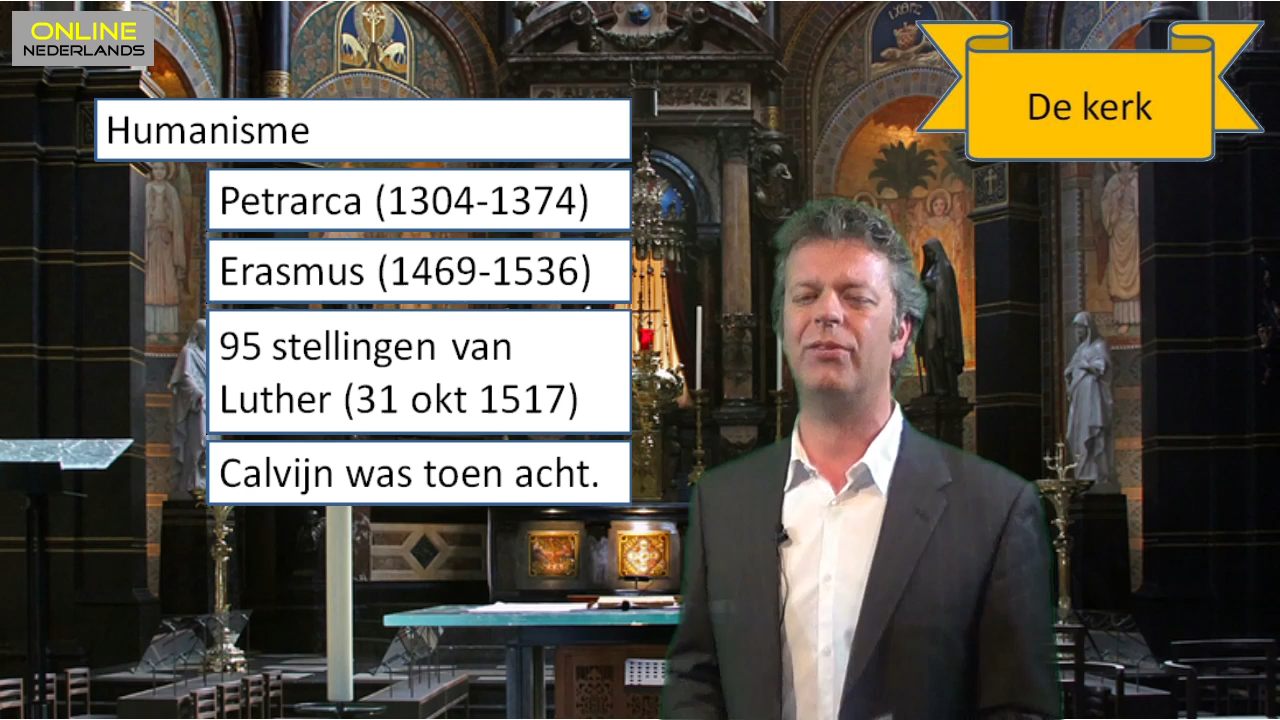 ONLINE
NEDERLANDS
De kerk
Humanisme
Petrarca (1304-1374)
Erasmus (1469-1536)
95 stellingen van
Luther (31 okt 1517)
Calvijn was toen acht.